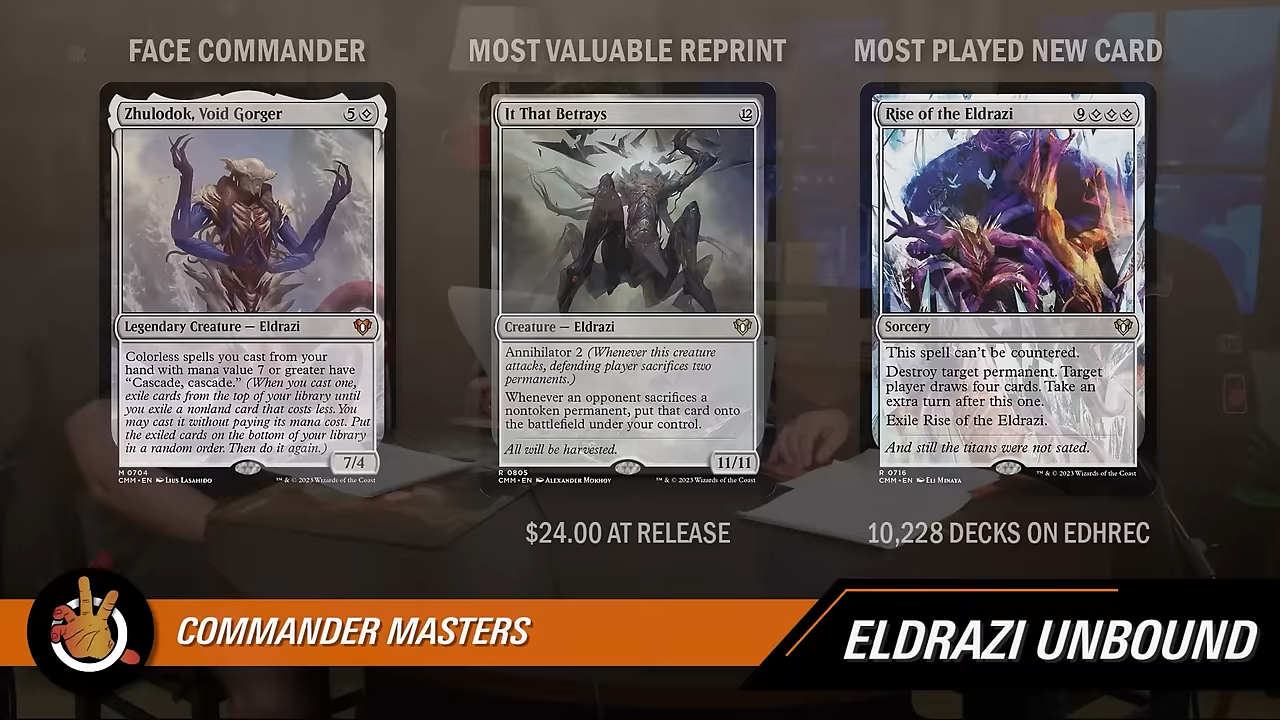 FACE COMMANDER
MOST VALUABLE REPRINT
MOST PLAYED NEW CARD
Zhulodok, Void Gorger 5
Legendary Creature — Eldrazi
Colorless spells you cast from your
hand with mana value 7 or greater have
“Cascade, cascade.” (When you cast one,
exile cards from the top of your library until
you exile a nonland card that costs less. You
may cast it without paying its mana cost. Put
the exiled cards on the bottom of your library
in a random order. Then do it again.)
7/4
M 0704
CMM • EN LIUS LASAHIDO ™ & © 2023 Wizards of the Coast
It That Betrays 12
Creature — Eldrazi
Annihilator 2 (Whenever this creature
attacks, defending player sacrifices two
permanents.)
Whenever an opponent sacrifices a
nontoken permanent, put that card onto
the battlefield under your control.
All will be harvested.
11/11
R 0805
CMM • EN ALEXANDER MOKHOV ™ & © 2023 Wizards of the Coast
Rise of the Eldrazi 9
Sorcery
This spell can't be countered.
Destroy target permanent. Target
player draws four cards. Take an
extra turn after this one.
Exile Rise of the Eldrazi.
And still the titans were not sated.
R 0716
CMM • EN ELI MINAYA ™ & © 2023 Wizards of the Coast
$24.00 AT RELEASE
10,228 DECKS ON EDHREC
COMMANDER MASTERS
ELDRAZI UNBOUND